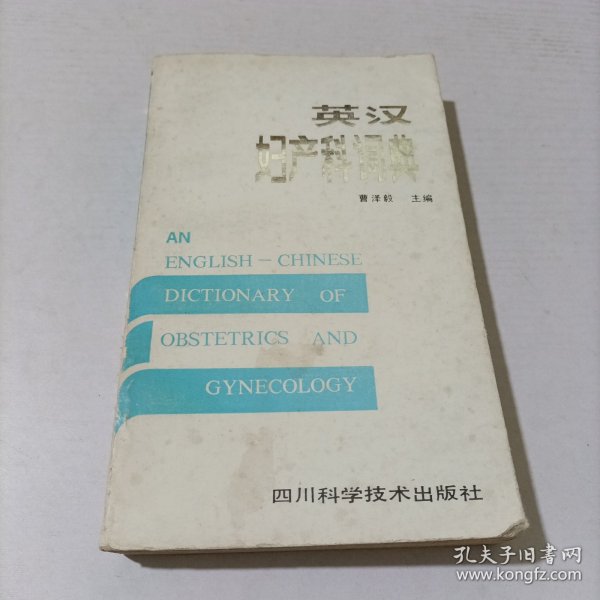 英汉
妇产科词典
曹泽毅 主编
AN
ENGLISH－CHINESE
DICTIONARY OF
OBSTETRICS AND
GYNECOLOGY
四川科学技术出版社
孔夫子旧书网
www.kongfz.com